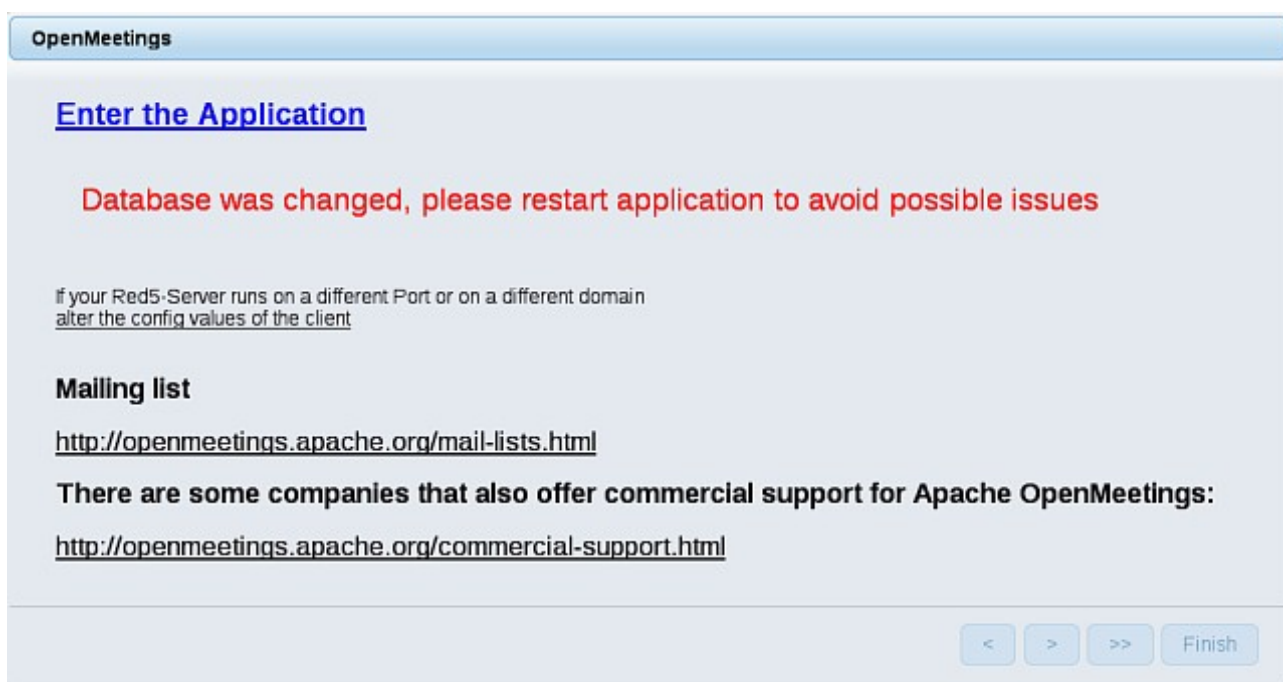 OpenMeetings
Enter the Application
Database was changed, please restart application to avoid possible issues
If your Red5-Server runs on a different Port or on a different domain
alter the config values of the client
Mailing list
http://openmeetings.apache.org/mail-lists.html
There are some companies that also offer commercial support for Apache OpenMeetings:
http://openmeetings.apache.org/commercial-support.html
< > >> Finish